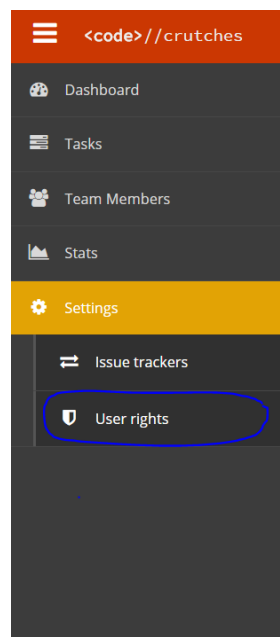 <code>//crutches
Dashboard
Tasks
Team Members
Stats
Settings
Issue trackers
User rights